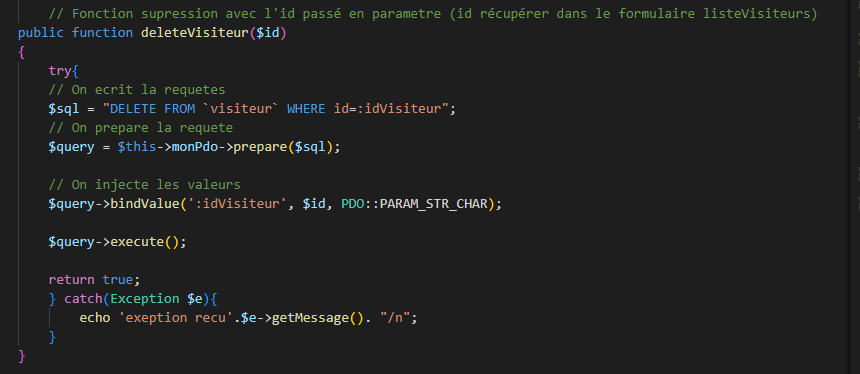 // Fonction supression avec l'id passé en parametre (id récupérer dans le formulaire listeVisiteurs)
public function deleteVisiteur($id)
{
try{
// On ecrit la requetes
$sql = "DELETE FROM `visiteur` WHERE id=:idVisiteur";
// On prepare la requete
$query = $this->monPdo->prepare($sql);
// On injecte les valeurs
$query->bindValue(':idVisiteur', $id, PDO::PARAM_STR_CHAR);
$query->execute();
return true;
} catch(Exception $e){
echo 'exeption recu'.$e->getMessage(). "/n";
}
}